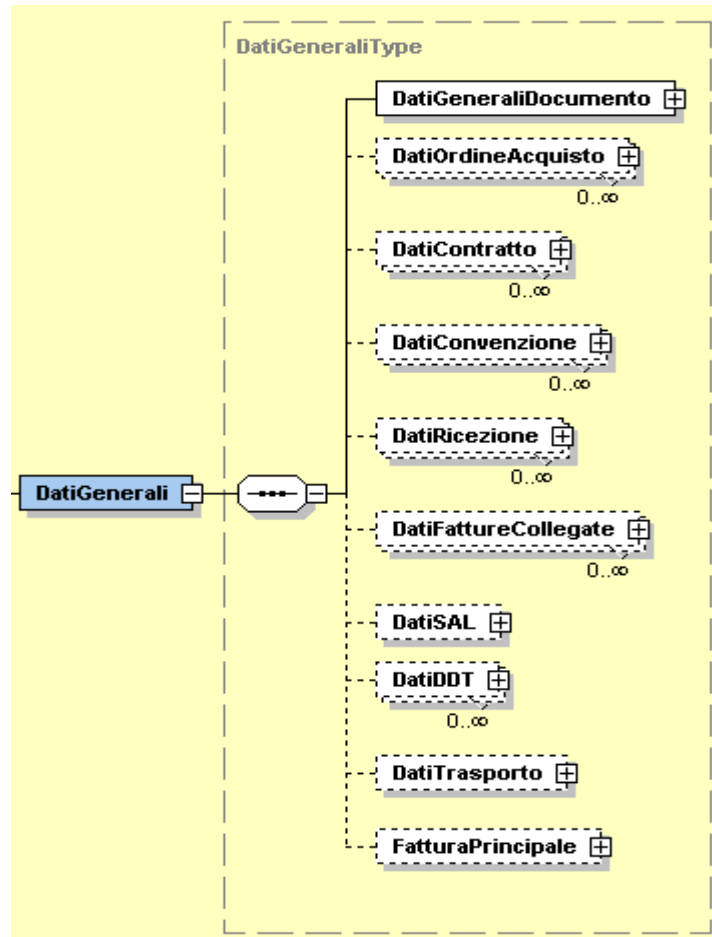 DatiGeneraliType
DatiGeneraliDocumento
DatiOrdineAcquisto
0..∞
DatiContratto
0..∞
DatiConvenzione
0..∞
DatiRicezione
0..∞
DatiGenerali
DatiFattureCollegate
0..∞
DatiSAL
DatiDDT
0..∞
DatiTrasporto
FatturaPrincipale